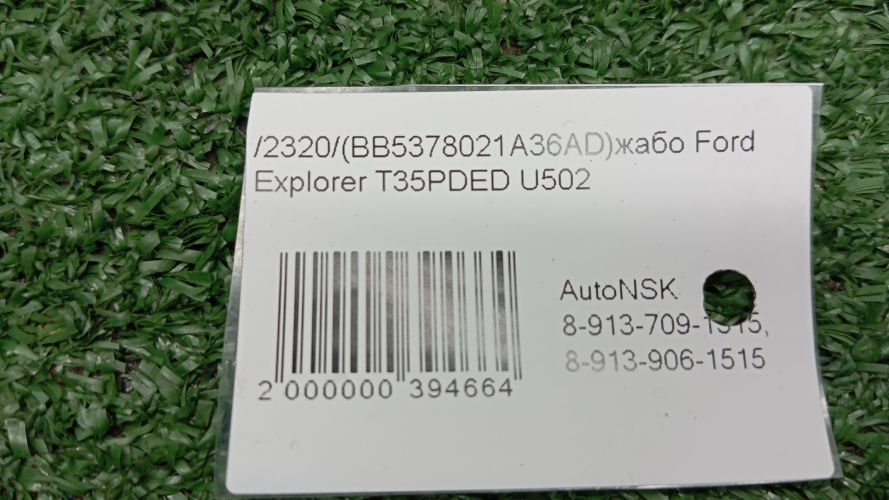 /2320/(BB5378021A36AD)жабо Ford
Explorer T35PDED U502
AutoNSK
8-913-709-1515,
8-913-906-1515
2 000000 394664